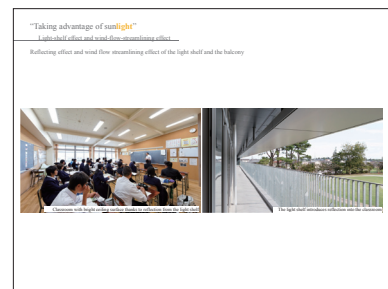 “Taking advantage of sunlight”
Light-shelf effect and wind-flow-streamlining effect
Reflecting effect and wind flow streamlining effect of the light shelf and the balcony
Classroom with bright ceiling surface thanks to reflection from the light shelf
The light shelf introduces reflection into the classroom